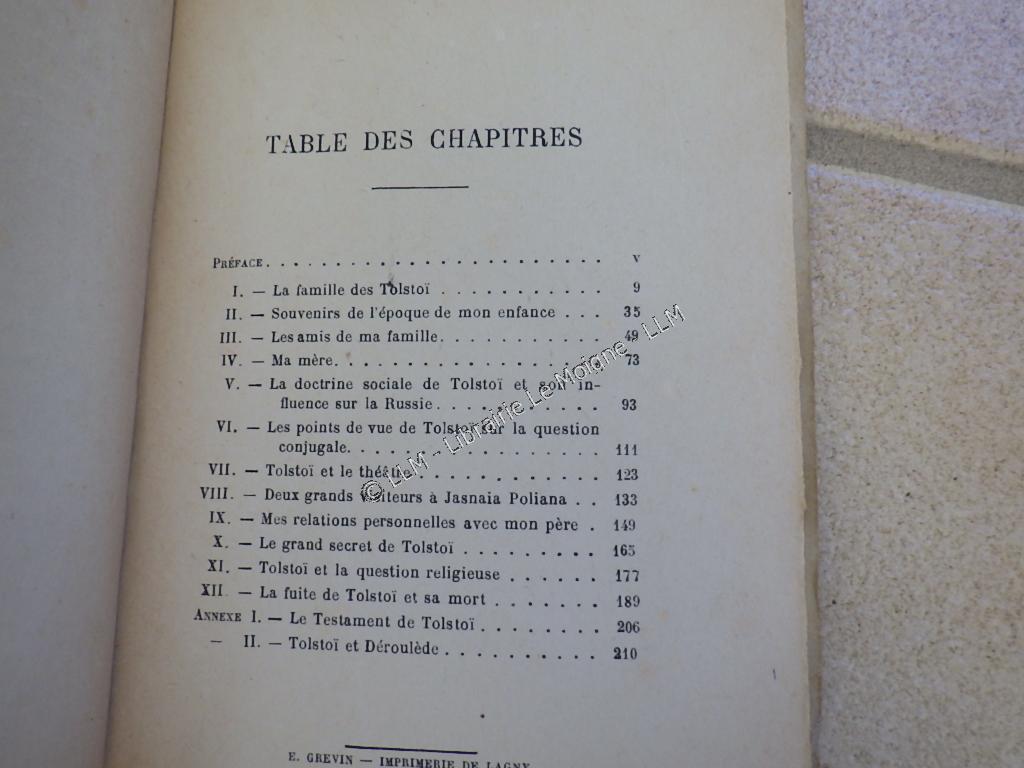 TABLE DES CHAPITRES
PRÉFACE. . . . . . . . . . . . . . . . . . . . . . . . . V
I. — La famille des Tolstoï . . . . . . . . . . . 9
II. — Souvenirs de l'époque de mon enfance . . . 35
III. — Les amis de ma famille. . . . . . . . . . . 49
IV. — Ma mère. . . . . . . . . . . . . . . . . . 73
V. — La doctrine sociale de Tolstoï et son in-
fluence sur la Russie. . . . . . . . . . . 93
VI. — Les points de vue de Tolstoï sur la question
conjugale. . . . . . . . . . . . . . . . . 111
VII. — Tolstoï et le théâtre . . . . . . . . . . . . 123
VIII. — Deux grands visiteurs à Jasnaia Poliana . . 133
IX. — Mes relations personnelles avec mon père . 149
X. — Le grand secret de Tolstoï . . . . . . . . . 165
XI. — Tolstoï et la question religieuse . . . . . . 177
XII — La fuite de Tolstoï et sa mort . . . . . . . 189
ANNEXE I. — Le Testament de Tolstoï . . . . . . . . 206
— II. — Tolstoï et Déroulède . . . . . . . . . . 210
E. GREVIN — IMPRIMERIE DE LAGNY
© LLM - Librairie Le Moigne - LLM